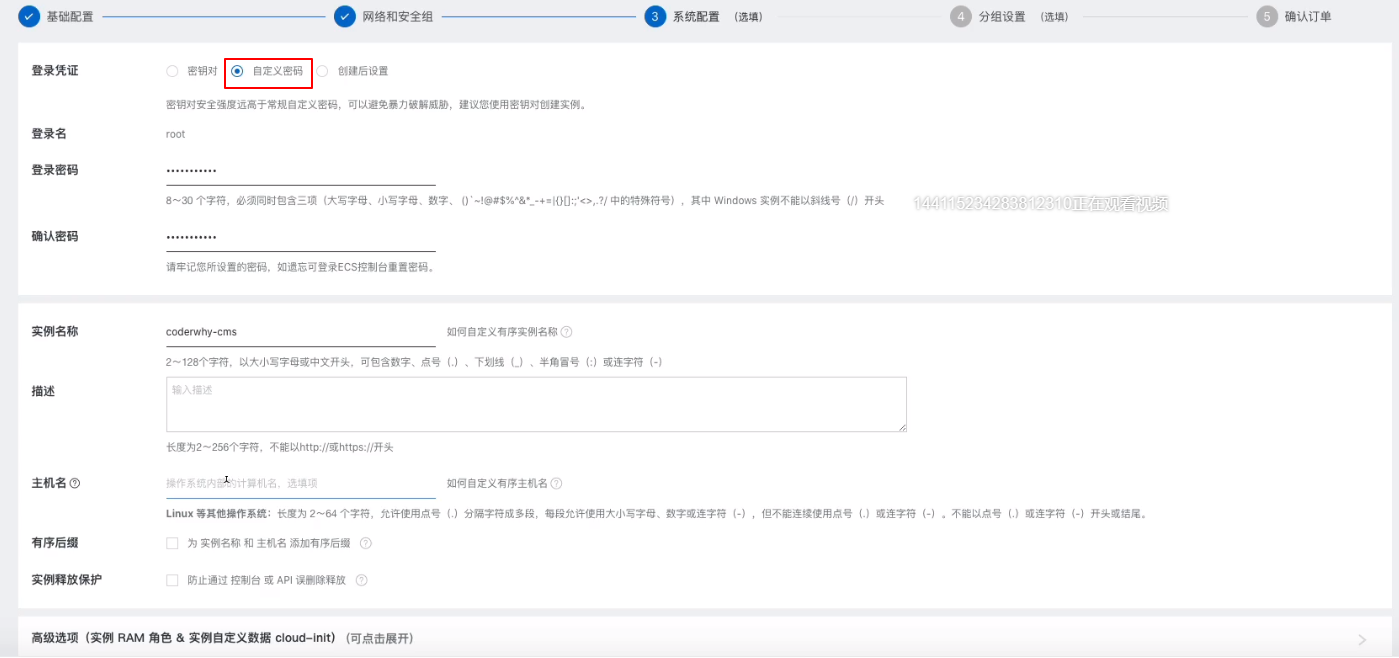 基础配置 网络和安全组 3 系统配置 (选填) 4 分组设置 (选填) 5 确认订单
登录凭证 密钥对 自定义密码 创建后设置
密钥对安全强度远高于常规自定义密码，可以避免暴力破解威胁，建议您使用密钥对创建实例。
登录名 root
登录密码 •••••••••••
8～30 个字符，必须同时包含三项（大写字母、小写字母、数字、 ()`~!@#$%^&*_-+=|{}[]:;'<>,.?/ 中的特殊符号），其中 Windows 实例不能以斜线号（/）开头
144115234283812310正在观看视频
确认密码 •••••••••••
请牢记您所设置的密码，如遗忘可登录ECS控制台重置密码。
实例名称 coderwhy-cms 如何自定义有序实例名称 ?
2～128个字符，以大小写字母或中文开头，可包含数字、点号（.）、下划线（_）、半角冒号（:）或连字符（-）
描述 输入描述
长度为2～256个字符，不能以http://或https://开头
主机名 ? 操作系统内部的计算机名，选填项 如何自定义有序主机名 ?
Linux 等其他操作系统：长度为 2～64 个字符，允许使用点号（.）分隔字符成多段，每段允许使用大小写字母、数字或连字符（-），但不能连续使用点号（.）或连字符（-）。不能以点号（.）或连字符（-）开头或结尾。
有序后缀 为 实例名称 和 主机名 添加有序后缀 ?
实例释放保护 防止通过 控制台 或 API 误删除释放 ?
高级选项（实例 RAM 角色 & 实例自定义数据 cloud-init）（可点击展开）